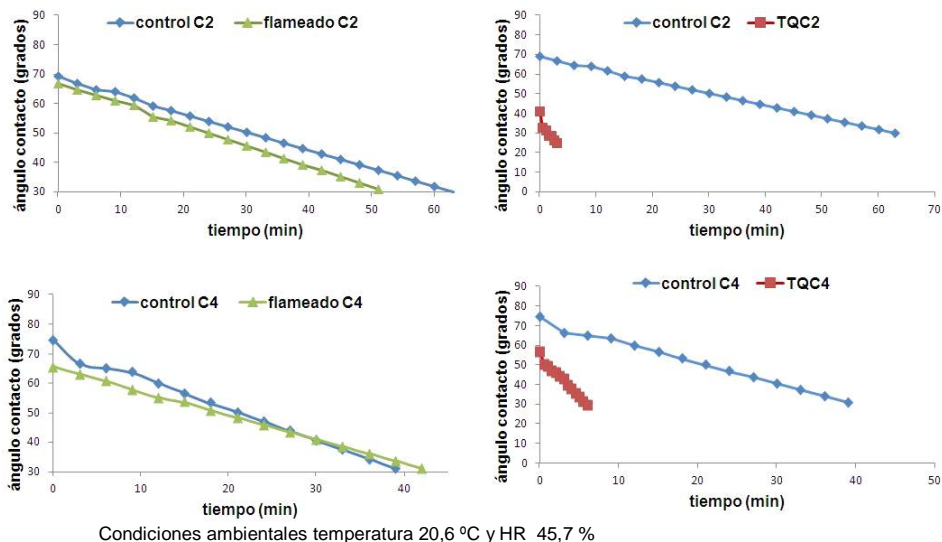 control C2 flameado C2
ángulo contacto (grados)
90
80
70
60
50
40
30
0 10 20 30 40 50 60
tiempo (min)
control C2 TQC2
ángulo contacto (grados)
90
80
70
60
50
40
30
20
10
0
0 10 20 30 40 50 60 70
tiempo (min)
control C4 flameado C4
ángulo contacto (grados)
90
80
70
60
50
40
30
0 10 20 30 40
tiempo (min)
control C4 TQC4
ángulo contacto (grados)
90
80
70
60
50
40
30
20
10
0
0 10 20 30 40 50
tiempo (min)
Condiciones ambientales temperatura 20,6 ºC y HR 45,7 %